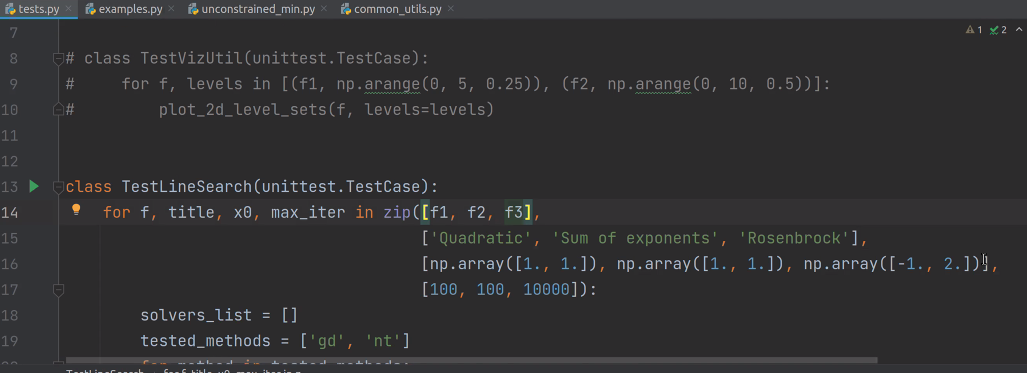 tests.py examples.py unconstrained_min.py common_utils.py
7
1 2
8 # class TestVizUtil(unittest.TestCase):
9 #     for f, levels in [(f1, np.arange(0, 5, 0.25)), (f2, np.arange(0, 10, 0.5))]:
10 #         plot_2d_level_sets(f, levels=levels)
11
12
13 class TestLineSearch(unittest.TestCase):
14     for f, title, x0, max_iter in zip([f1, f2, f3],
15                                       ['Quadratic', 'Sum of exponents', 'Rosenbrock'],
16                                       [np.array([1., 1.]), np.array([1., 1.]), np.array([-1., 2.])],
17                                       [100, 100, 10000]):
18         solvers_list = []
19         tested_methods = ['gd', 'nt']
for method in tested_methods: